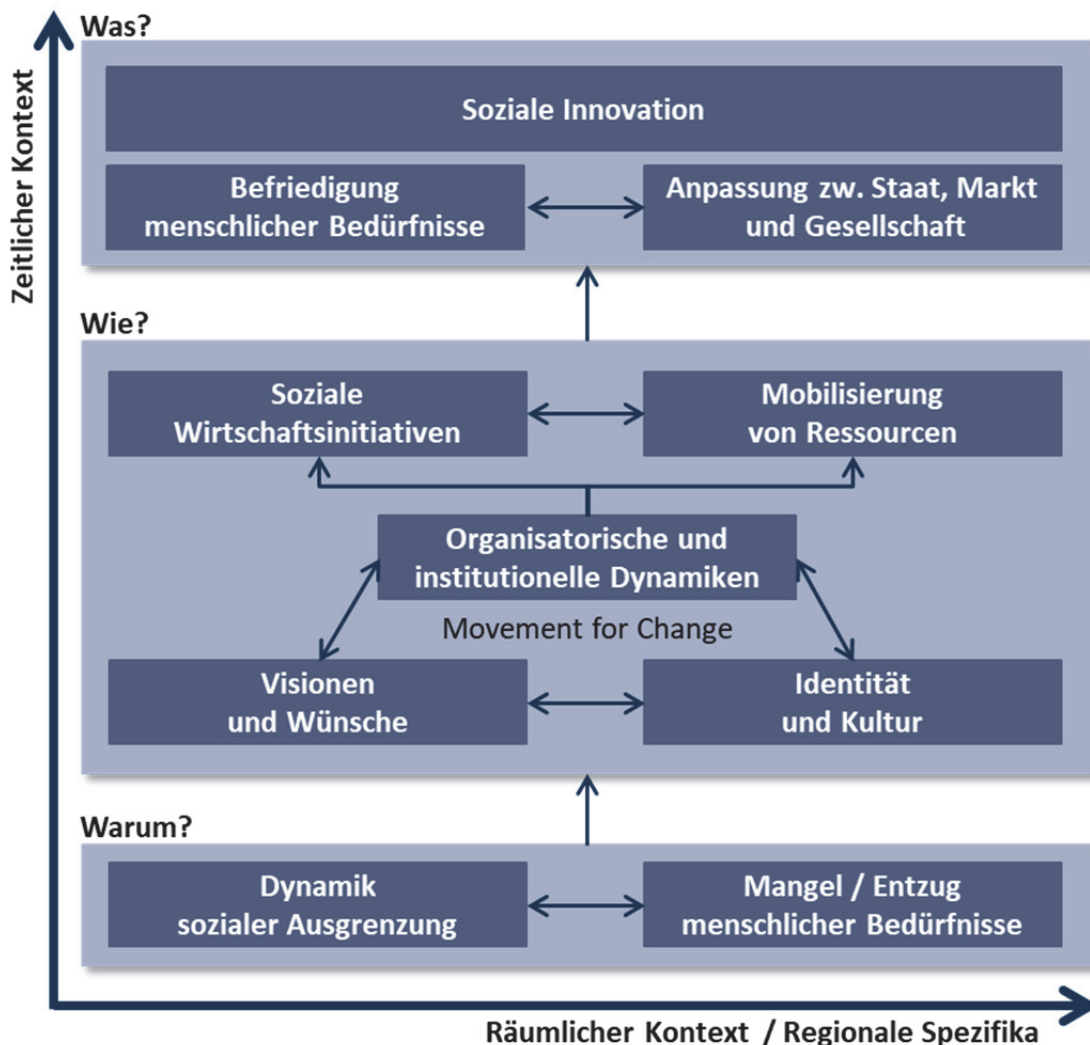 Was?
Zeitlicher Kontext
Soziale Innovation
Befriedigung
menschlicher Bedürfnisse
Anpassung zw. Staat, Markt
und Gesellschaft
Wie?
Soziale
Wirtschaftsinitiativen
Mobilisierung
von Ressourcen
Organisatorische und
institutionelle Dynamiken
Movement for Change
Visionen
und Wünsche
Identität
und Kultur
Warum?
Dynamik
sozialer Ausgrenzung
Mangel / Entzug
menschlicher Bedürfnisse
Räumlicher Kontext / Regionale Spezifika